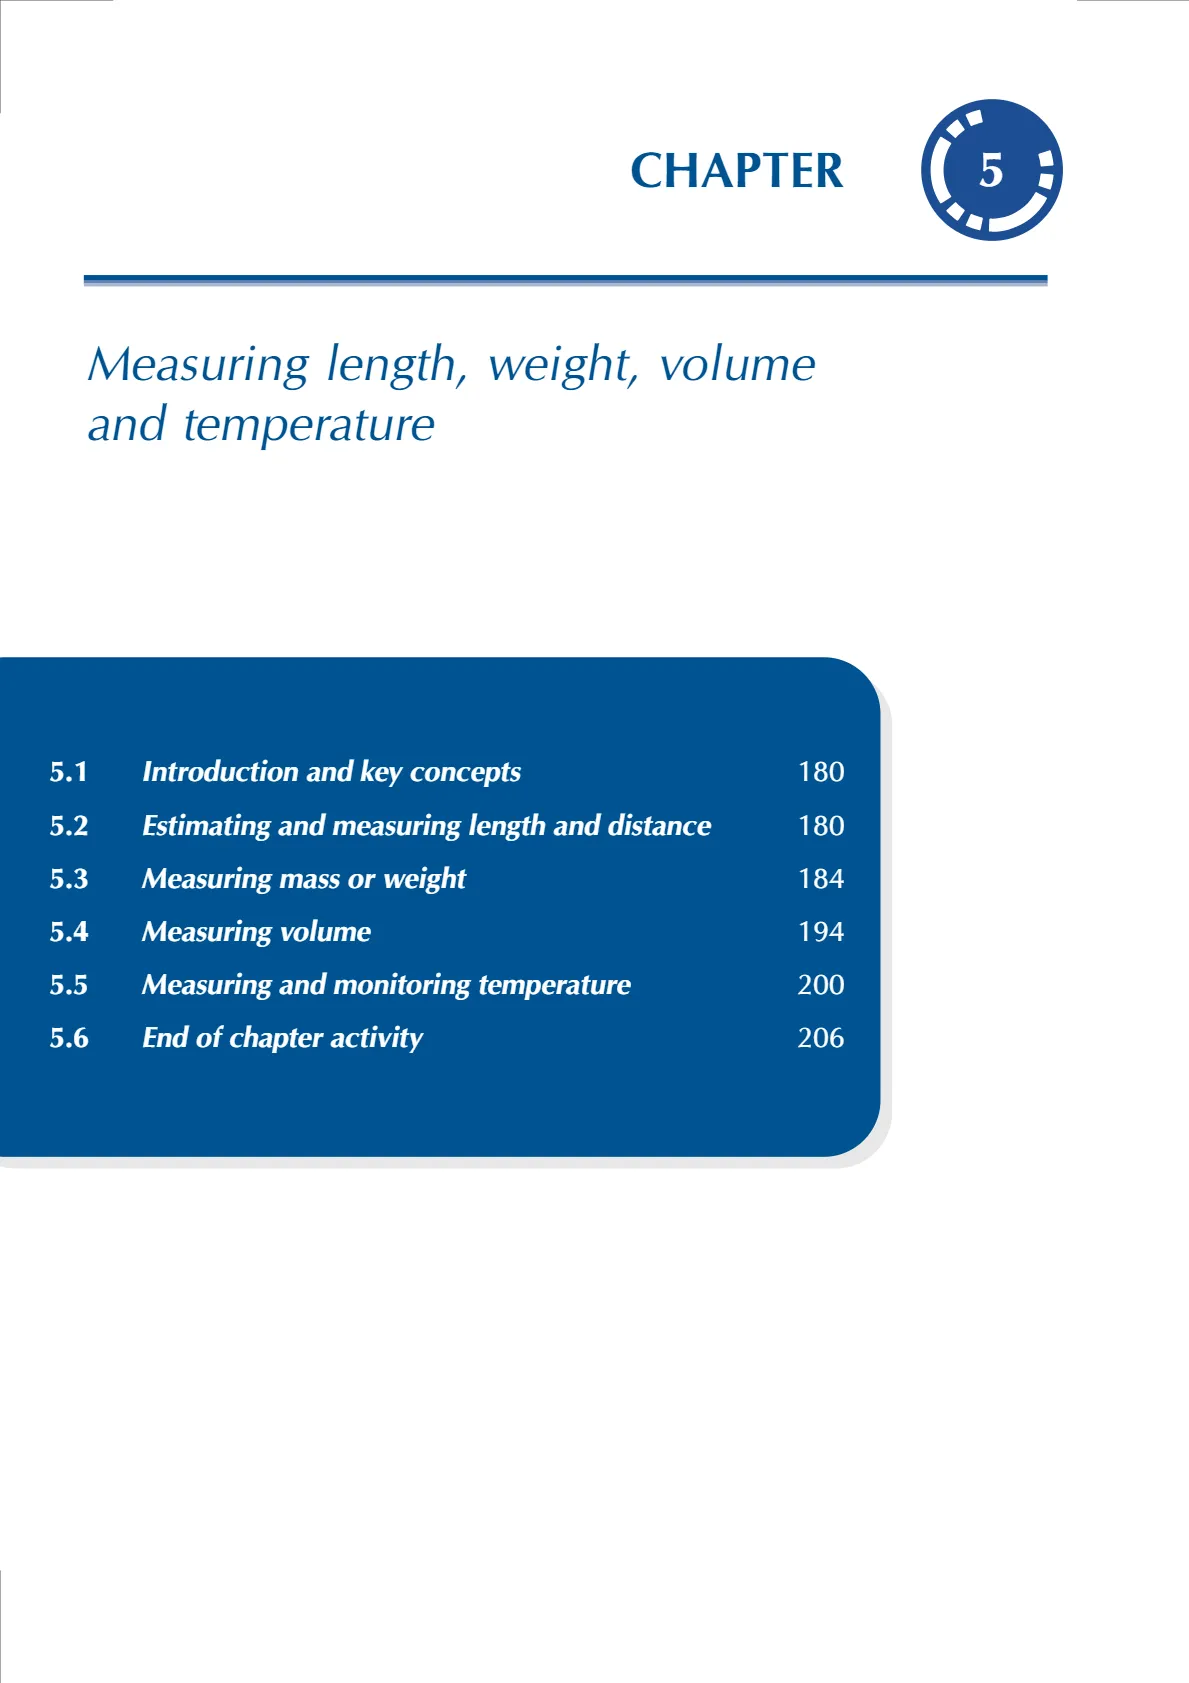 CHAPTER 5
Measuring length, weight, volume
and temperature
5.1 Introduction and key concepts 180
5.2 Estimating and measuring length and distance 180
5.3 Measuring mass or weight 184
5.4 Measuring volume 194
5.5 Measuring and monitoring temperature 200
5.6 End of chapter activity 206